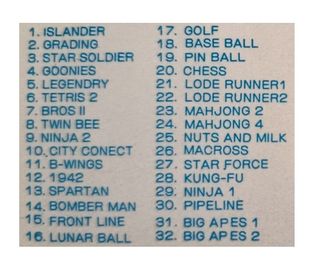 1. ISLANDER
2. GRADING
3. STAR SOLDIER
4. GOONIES
5. LEGENDRY
6. TETRIS 2
7. BROS II
8. TWIN BEE
9. NINJA 2
10. CITY CONECT
11. B-WINGS
12. 1942
13. SPARTAN
14. BOMBER MAN
15. FRONT LINE
16. LUNAR BALL
17. GOLF
18. BASE BALL
19. PIN BALL
20. CHESS
21. LODE RUNNER1
22. LODE RUNNER2
23. MAHJONG 2
24. MAHJONG 4
25. NUTS AND MILK
26. MACROSS
27. STAR FORCE
28. KUNG-FU
29. NINJA 1
30. PIPELINE
31. BIG APES 1
32. BIG APES 2